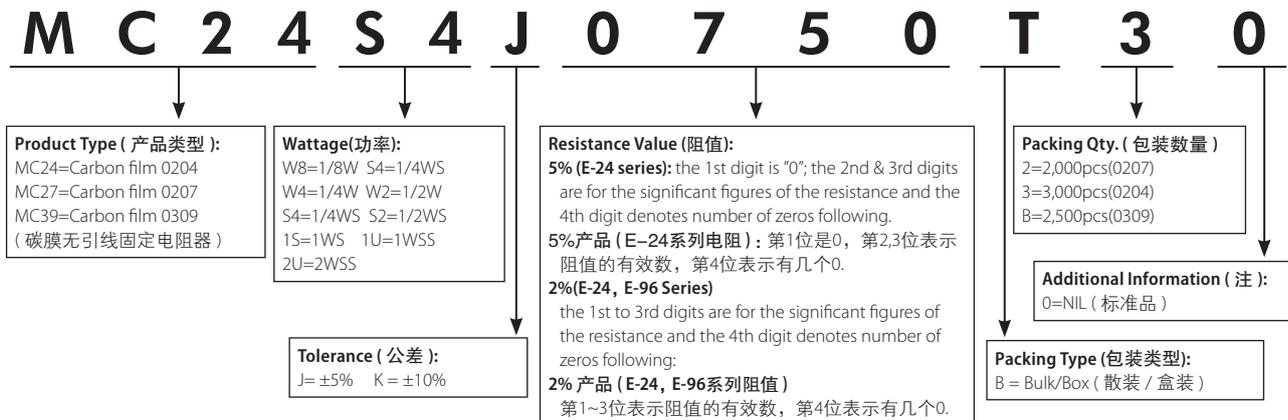 MC24S4J0750T30
Product Type ( 产品类型 ):
MC24=Carbon film 0204
MC27=Carbon film 0207
MC39=Carbon film 0309
( 碳膜无引线固定电阻器 )
Wattage(功率):
W8=1/8W S4=1/4WS
W4=1/4W W2=1/2W
S4=1/4WS S2=1/2WS
1S=1WS 1U=1WSS
2U=2WSS
Tolerance ( 公差 ):
J= ±5% K = ±10%
Resistance Value (阻值):
5% (E-24 series): the 1st digit is "0"; the 2nd & 3rd digits
are for the significant figures of the resistance and the
4th digit denotes number of zeros following.
5%产品 ( E–24系列电阻 ) : 第1位是0，第2,3位表示
阻值的有效数，第4位表示有几个0.
2%(E-24, E-96 Series)
the 1st to 3rd digits are for the significant figures of
the resistance and the 4th digit denotes number of
zeros following:
2% 产品 ( E-24, E-96系列阻值 )
第1~3位表示阻值的有效数，第4位表示有几个0.
Packing Qty. ( 包装数量 )
2=2,000pcs(0207)
3=3,000pcs(0204)
B=2,500pcs(0309)
Additional Information ( 注 ):
0=NIL ( 标准品 )
Packing Type (包装类型):
B = Bulk/Box ( 散装 / 盒装 )